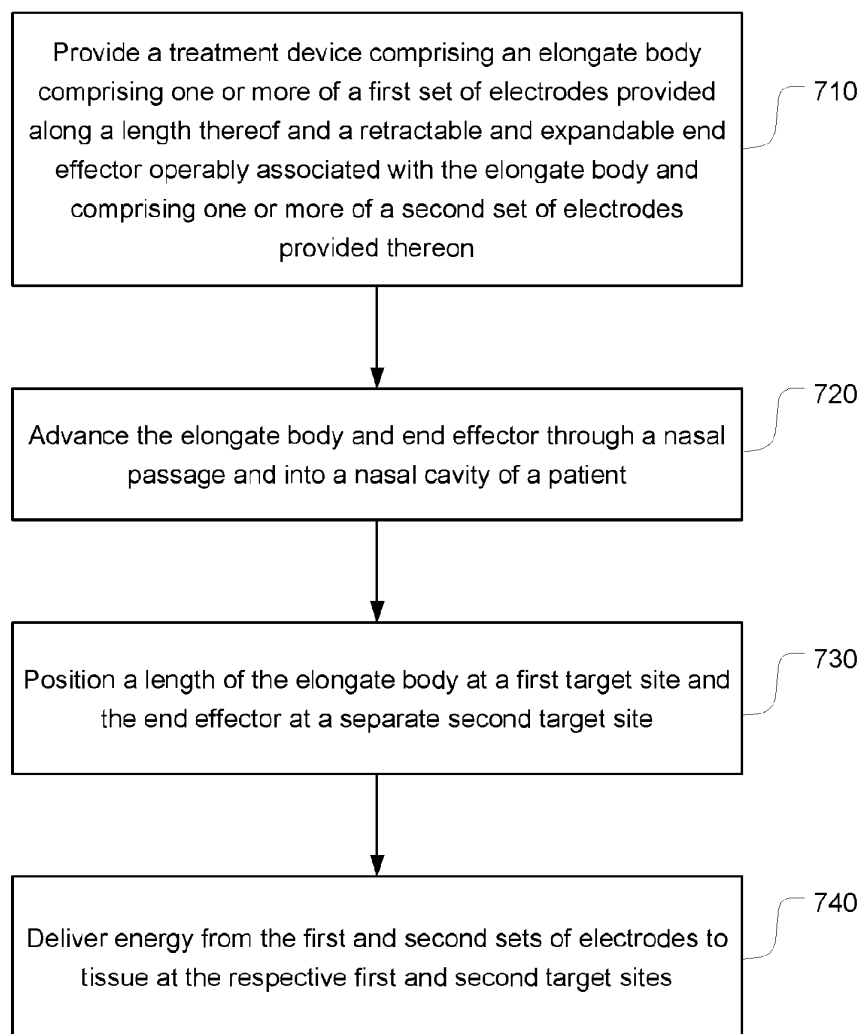 Provide a treatment device comprising an elongate body
comprising one or more of a first set of electrodes provided
along a length thereof and a retractable and expandable end
effector operably associated with the elongate body and
comprising one or more of a second set of electrodes
provided thereon
710
Advance the elongate body and end effector through a nasal
passage and into a nasal cavity of a patient
720
Position a length of the elongate body at a first target site and
the end effector at a separate second target site
730
Deliver energy from the first and second sets of electrodes to
tissue at the respective first and second target sites
740